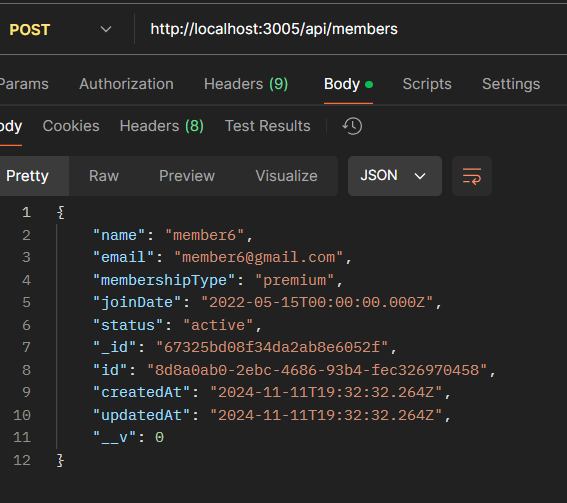 POST http://localhost:3005/api/members
Params Authorization Headers (9) Body Scripts Settings
Body Cookies Headers (8) Test Results
Pretty Raw Preview Visualize JSON
1 {
2 "name": "member6",
3 "email": "member6@gmail.com",
4 "membershipType": "premium",
5 "joinDate": "2022-05-15T00:00:00.000Z",
6 "status": "active",
7 "_id": "67325bd08f34da2ab8e6052f",
8 "id": "8d8a0ab0-2ebc-4686-93b4-fec326970458",
9 "createdAt": "2024-11-11T19:32:32.264Z",
10 "updatedAt": "2024-11-11T19:32:32.264Z",
11 "__v": 0
12 }